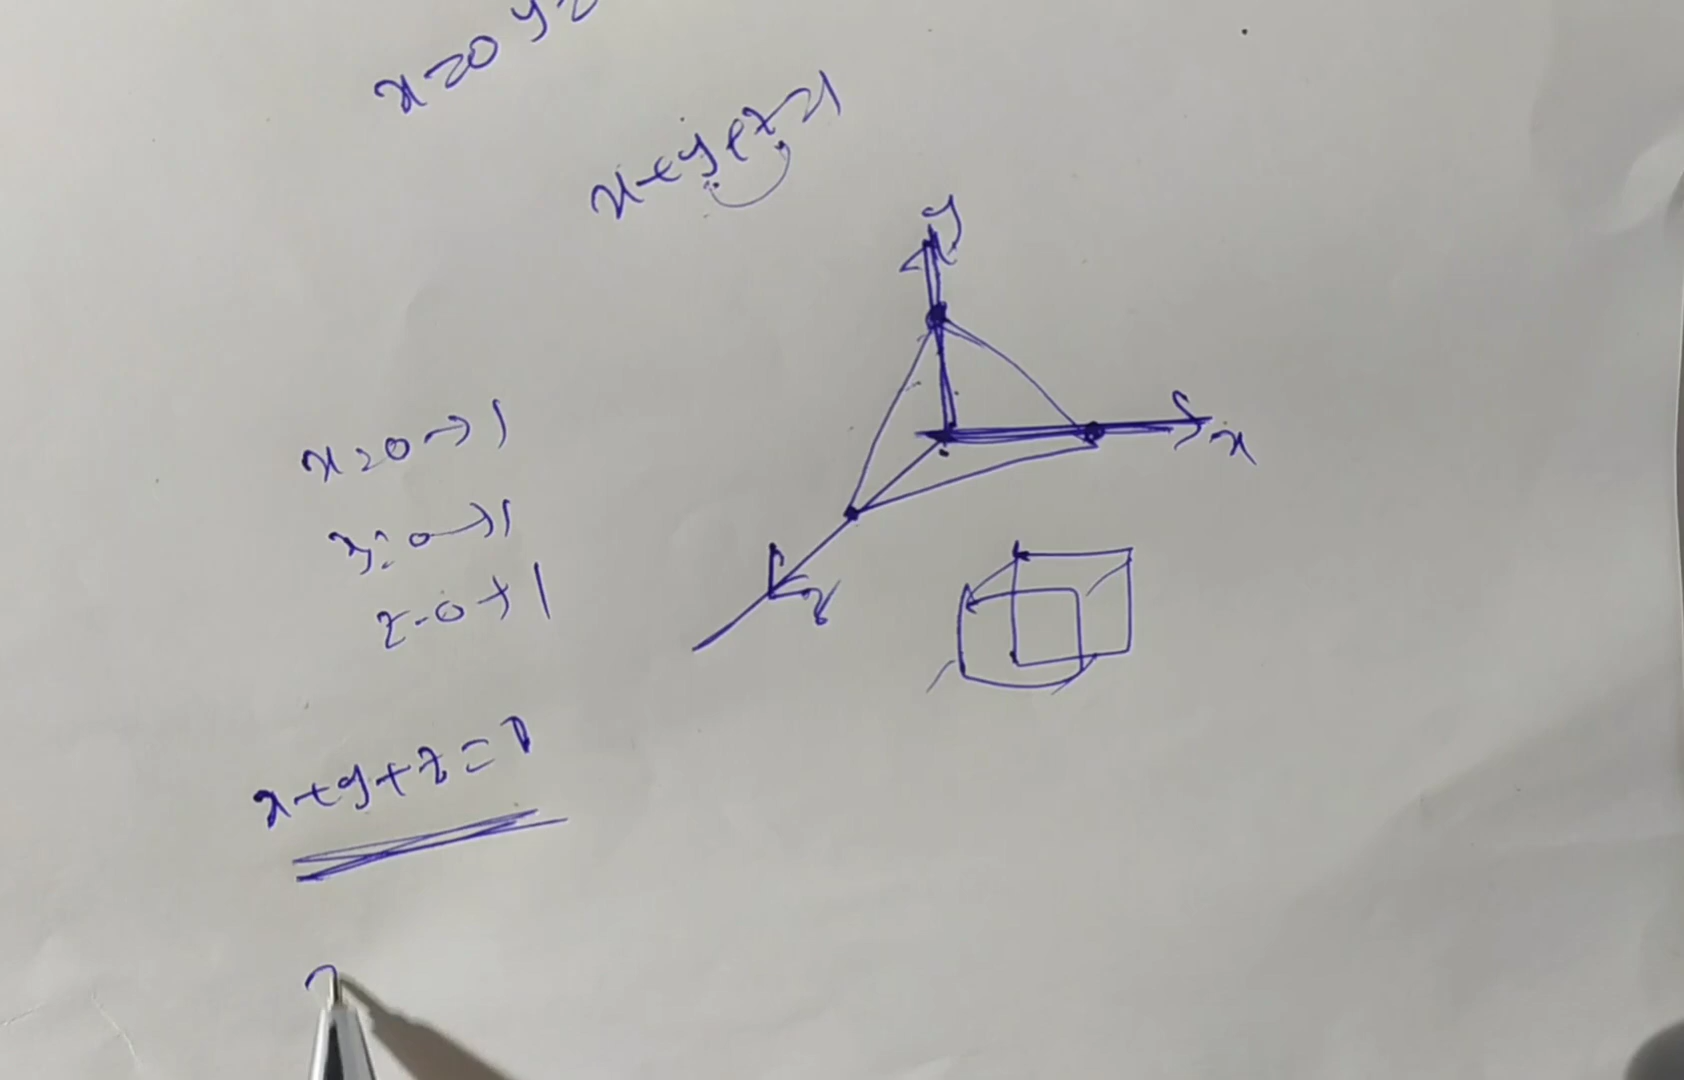 x=0 y=
x+y+z=1
y
x
x=0→1
y=0→1
z=0→1
z
x+y+z=1